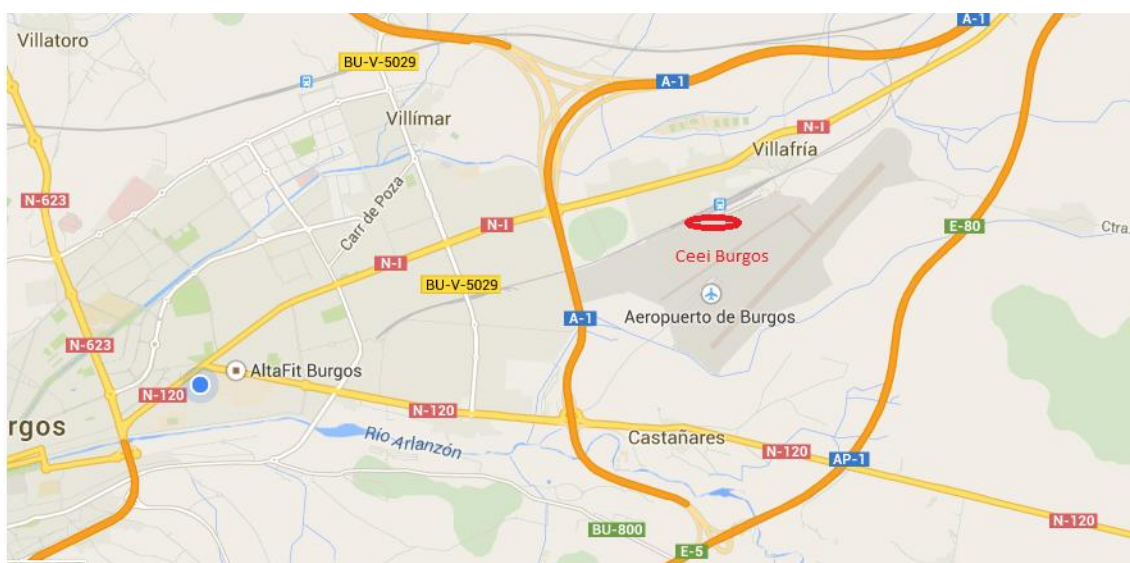 A-1
Villatoro
BU-V-5029
A-1
Villímar
N-I
Villafría
Carr de Poza
N-623
N-I
E-80
Ctra.
Ceei Burgos
N-I
BU-V-5029
Aeropuerto de Burgos
A-1
N-623
AltaFit Burgos
N-120
N-120
rgos
Río Arlanzón
Castañares
N-120
AP-1
N-120
BU-800
E-5